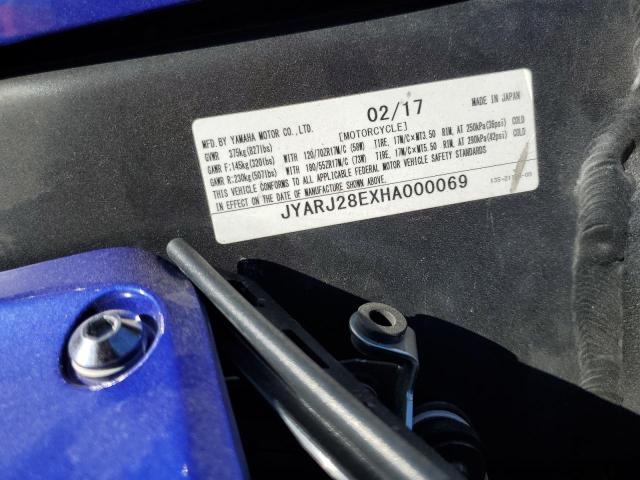 MFD. BY YAMAHA MOTOR CO., LTD. 02/17 MADE IN JAPAN
[MOTORCYCLE]
GVWR 375kg(827lbs)
GAWR F:145kg(320lbs) WITH 120/70ZR17M/C (58W) TIRE, 17M/C×MT3.50 RIM, AT 250kPa(36psi) COLD
GAWR R:230kg(507lbs) WITH 180/55ZR17M/C (73W) TIRE, 17M/C×MT5.50 RIM, AT 290kPa(42psi) COLD
THIS VEHICLE CONFORMS TO ALL APPLICABLE FEDERAL MOTOR VEHICLE SAFETY STANDARDS
IN EFFECT ON THE DATE OF MANUFACTURE SHOWN ABOVE.
JYARJ28EXHA000069